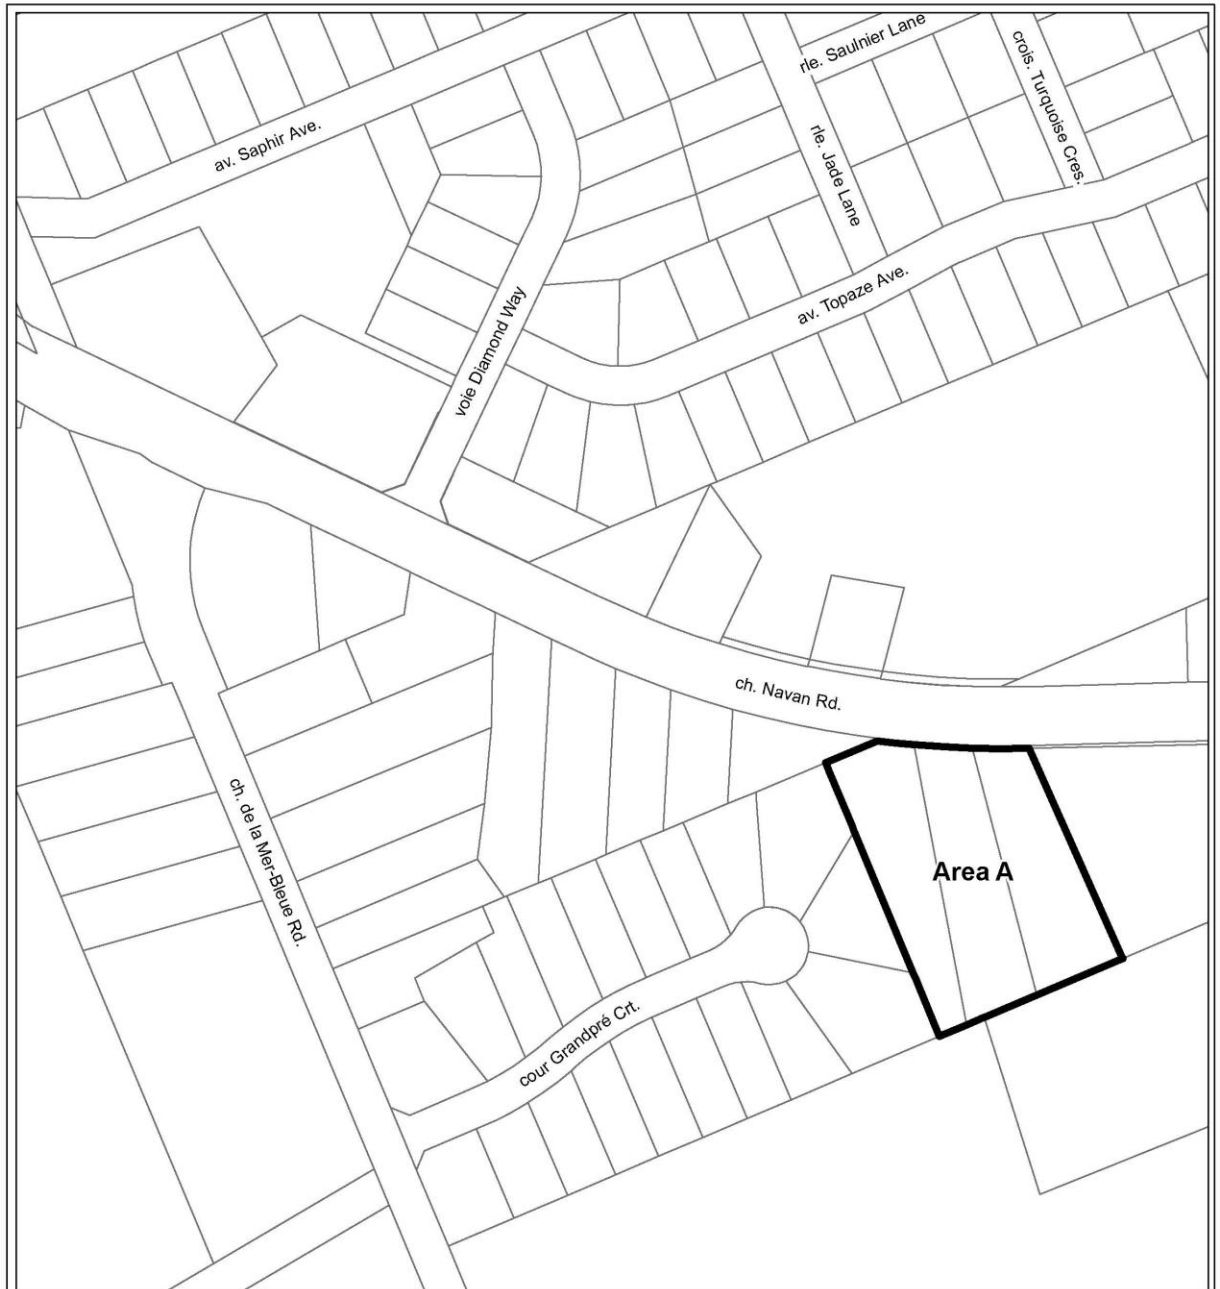 rle. Saulnier Lane
crois. Turquoise Cres.
av. Saphir Ave.
rle. Jade Lane
av. Topaze Ave.
voie Diamond Way
ch. Navan Rd.
ch. de la Mer-Bleue Rd.
Area A
cour Grandpré Crt.